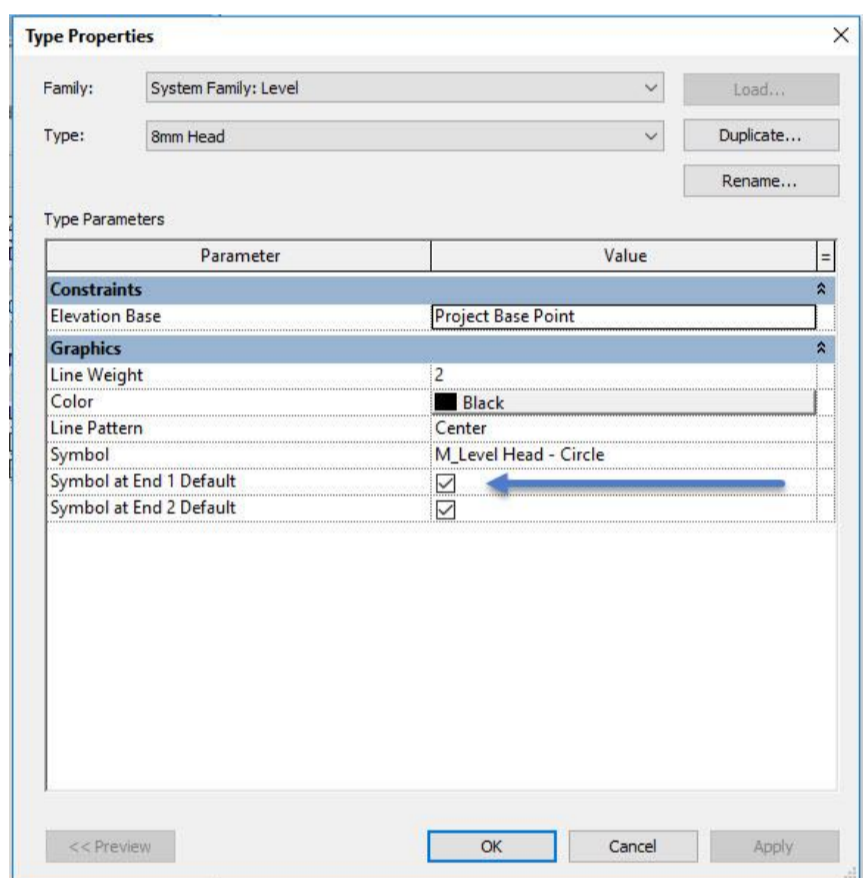 Type Properties
Family: System Family: Level Load...
Type: 8mm Head Duplicate...
Rename...
Type Parameters
Parameter Value =
Constraints
Elevation Base Project Base Point
Graphics
Line Weight 2
Color Black
Line Pattern Center
Symbol M_Level Head - Circle
Symbol at End 1 Default
Symbol at End 2 Default
<< Preview OK Cancel Apply